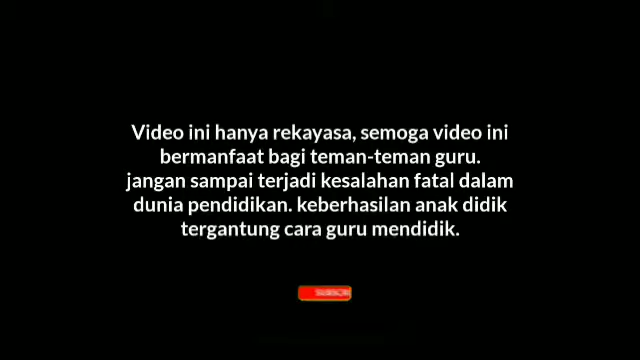 Video ini hanya rekayasa, semoga video ini
bermanfaat bagi teman-teman guru.
jangan sampai terjadi kesalahan fatal dalam
dunia pendidikan. keberhasilan anak didik
tergantung cara guru mendidik.